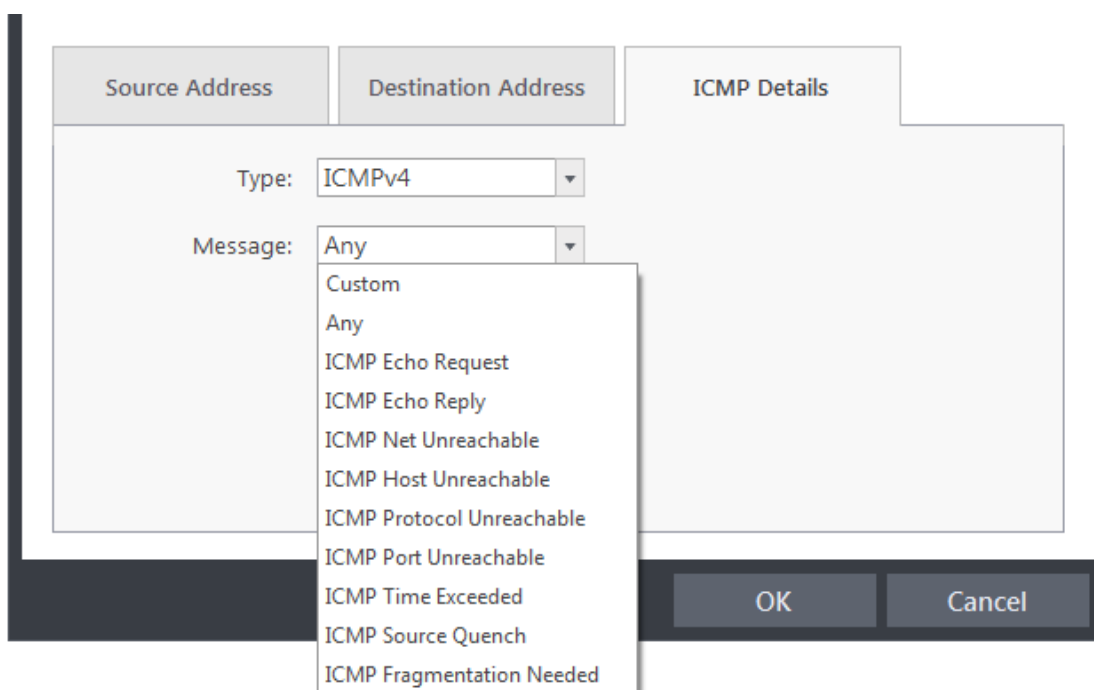 Source Address
Destination Address
ICMP Details
Type:
ICMPv4
Message:
Any
Custom
Any
ICMP Echo Request
ICMP Echo Reply
ICMP Net Unreachable
ICMP Host Unreachable
ICMP Protocol Unreachable
ICMP Port Unreachable
ICMP Time Exceeded
ICMP Source Quench
ICMP Fragmentation Needed
OK
Cancel